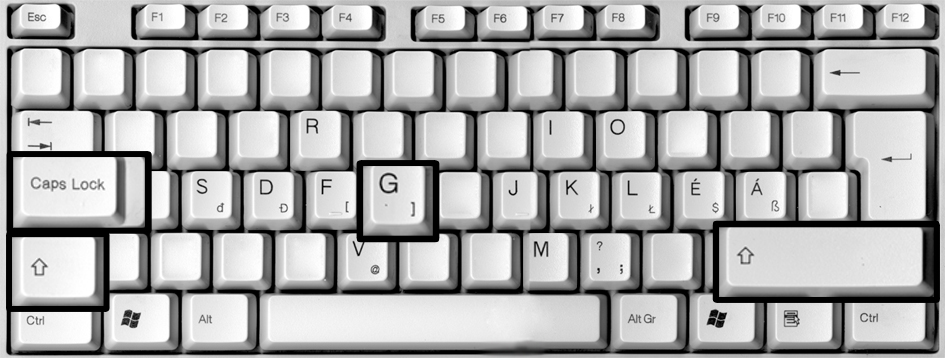 Esc F1 F2 F3 F4 F5 F6 F7 F8 F9 F10 F11 F12
R I O
Caps Lock S đ D Đ F [ G ] J K ł L Ł É $ Á ß
V @ M ? , ;
Ctrl Alt Alt Gr Ctrl